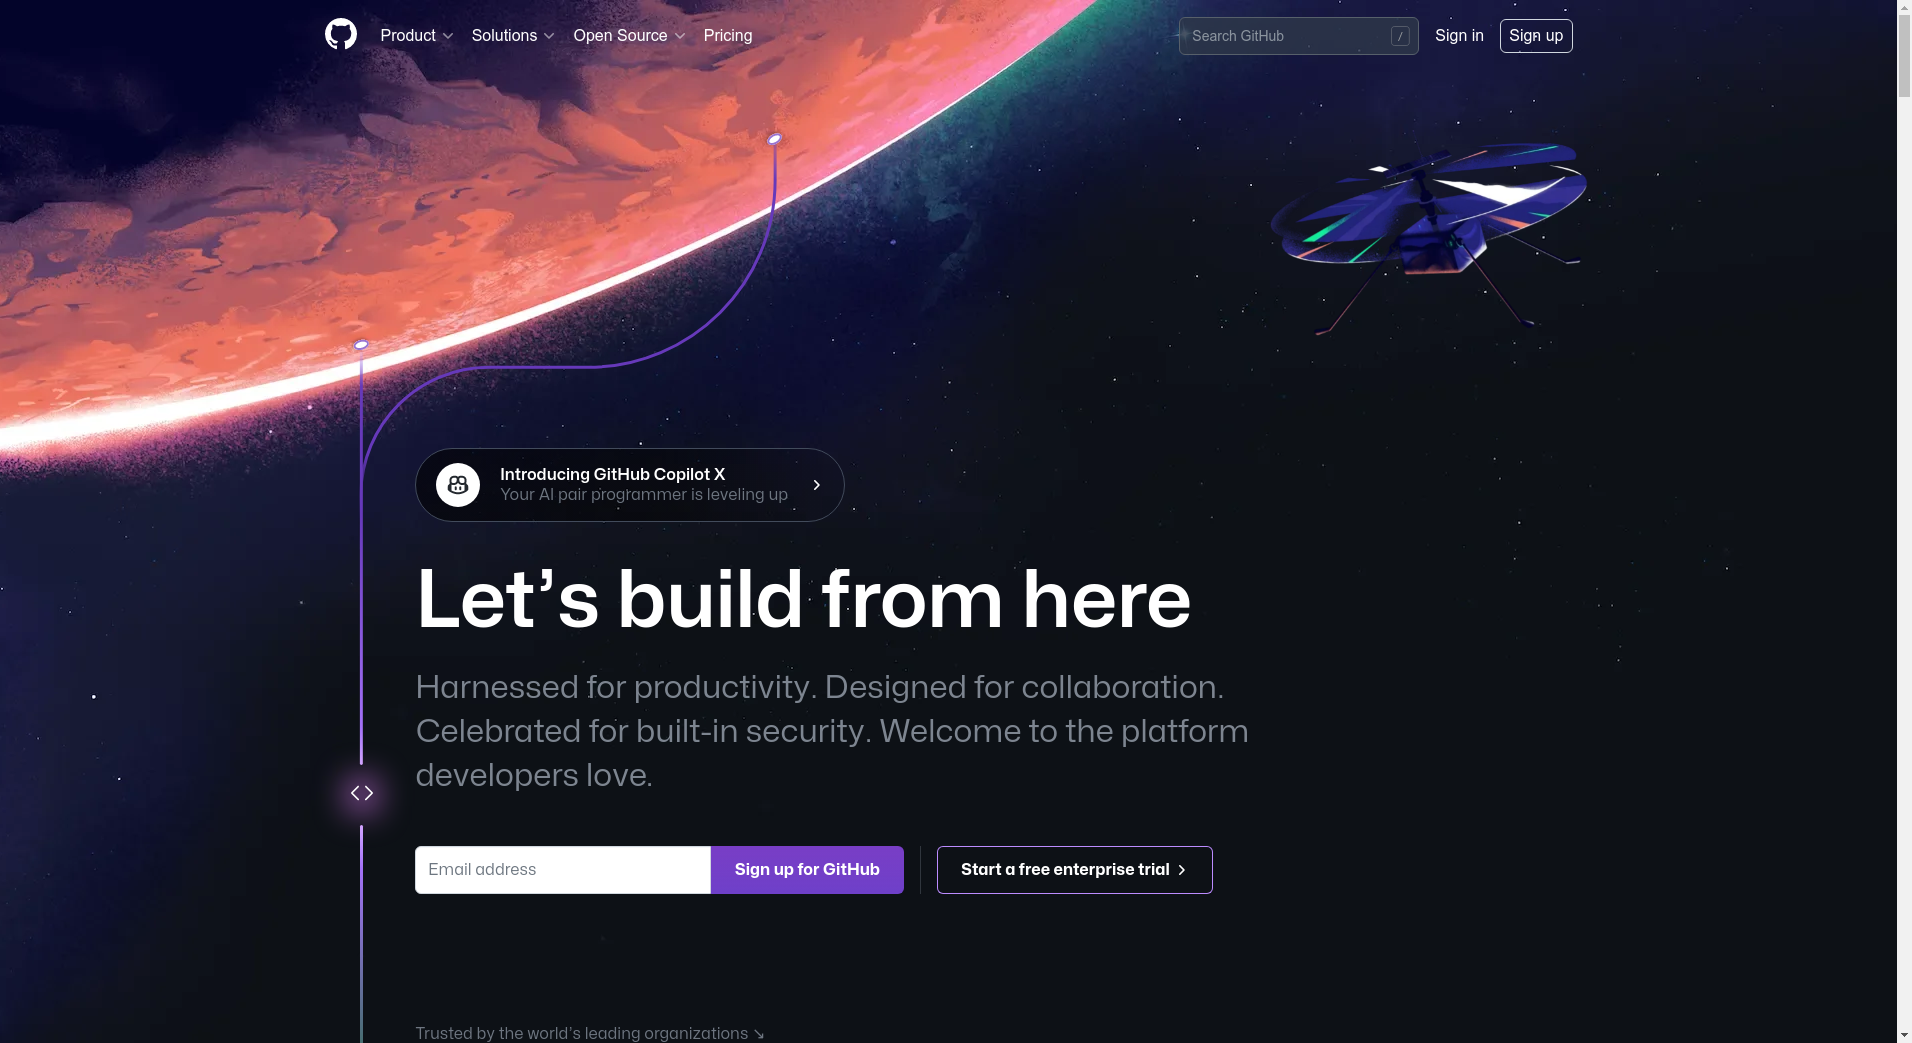 Product
Solutions
Open Source
Pricing
Search GitHub
/
Sign in
Sign up
Introducing GitHub Copilot X
Your AI pair programmer is leveling up
Let’s build from here
Harnessed for productivity. Designed for collaboration.
Celebrated for built-in security. Welcome to the platform
developers love.
Email address
Sign up for GitHub
Start a free enterprise trial
Trusted by the world’s leading organizations ↘